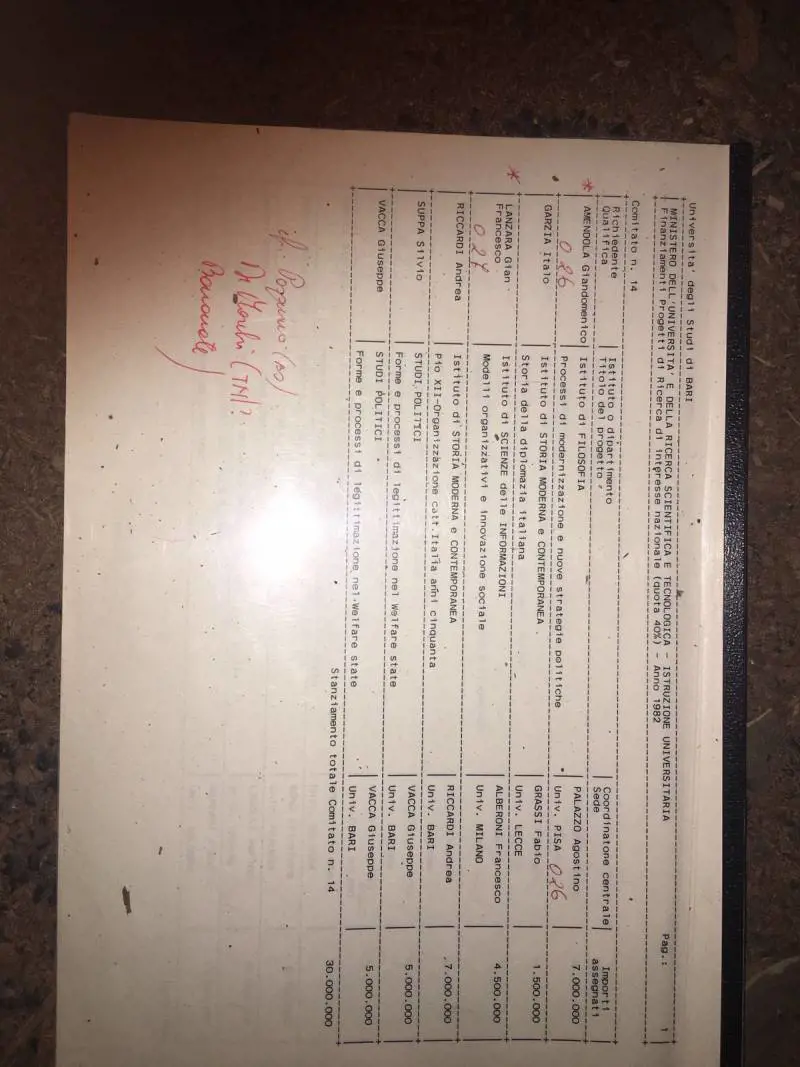 Universita' degli Studi di BARI
MINISTERO DELL'UNIVERSITA' E DELLA RICERCA SCIENTIFICA E TECNOLOGICA - ISTRUZIONE UNIVERSITARIA Pag.: 1
Finanziamenti Progetti di Ricerca di interesse nazionale (quota 40%) - Anno 1982
Comitato n. 14
Richiedente Istituto o dipartimento Coordinatore centrale Importi
Qualifica Titolo del progetto Sede assegnati
* AMENDOLA Giandomenico Istituto di FILOSOFIA PALAZZO Agostino 7.000.000
026 Processi di modernizzazione e nuove strategie politiche Univ. PISA 026
GARZIA Italo Istituto di STORIA MODERNA e CONTEMPORANEA GRASSI Fabio 1.500.000
Storia della diplomazia italiana Univ. LECCE
* LANZARA Gian Istituto di SCIENZE delle INFORMAZIONI ALBERONI Francesco 4.500.000
Francesco Modelli organizzativi e innovazione sociale Univ. MILANO
027
RICCARDI Andrea Istituto di STORIA MODERNA e CONTEMPORANEA RICCARDI Andrea 7.000.000
Pio XII-Organizzazione catt.Italia anni cinquanta Univ. BARI
SUPPA Silvio STUDI POLITICI VACCA Giuseppe 5.000.000
Forme e processi di legittimazione nel Welfare state Univ. BARI
VACCA Giuseppe STUDI POLITICI VACCA Giuseppe 5.000.000
Forme e processi di legittimazione nel Welfare state Univ. BARI
Stanziamento totale Comitato n. 14 30.000.000
(TN)?